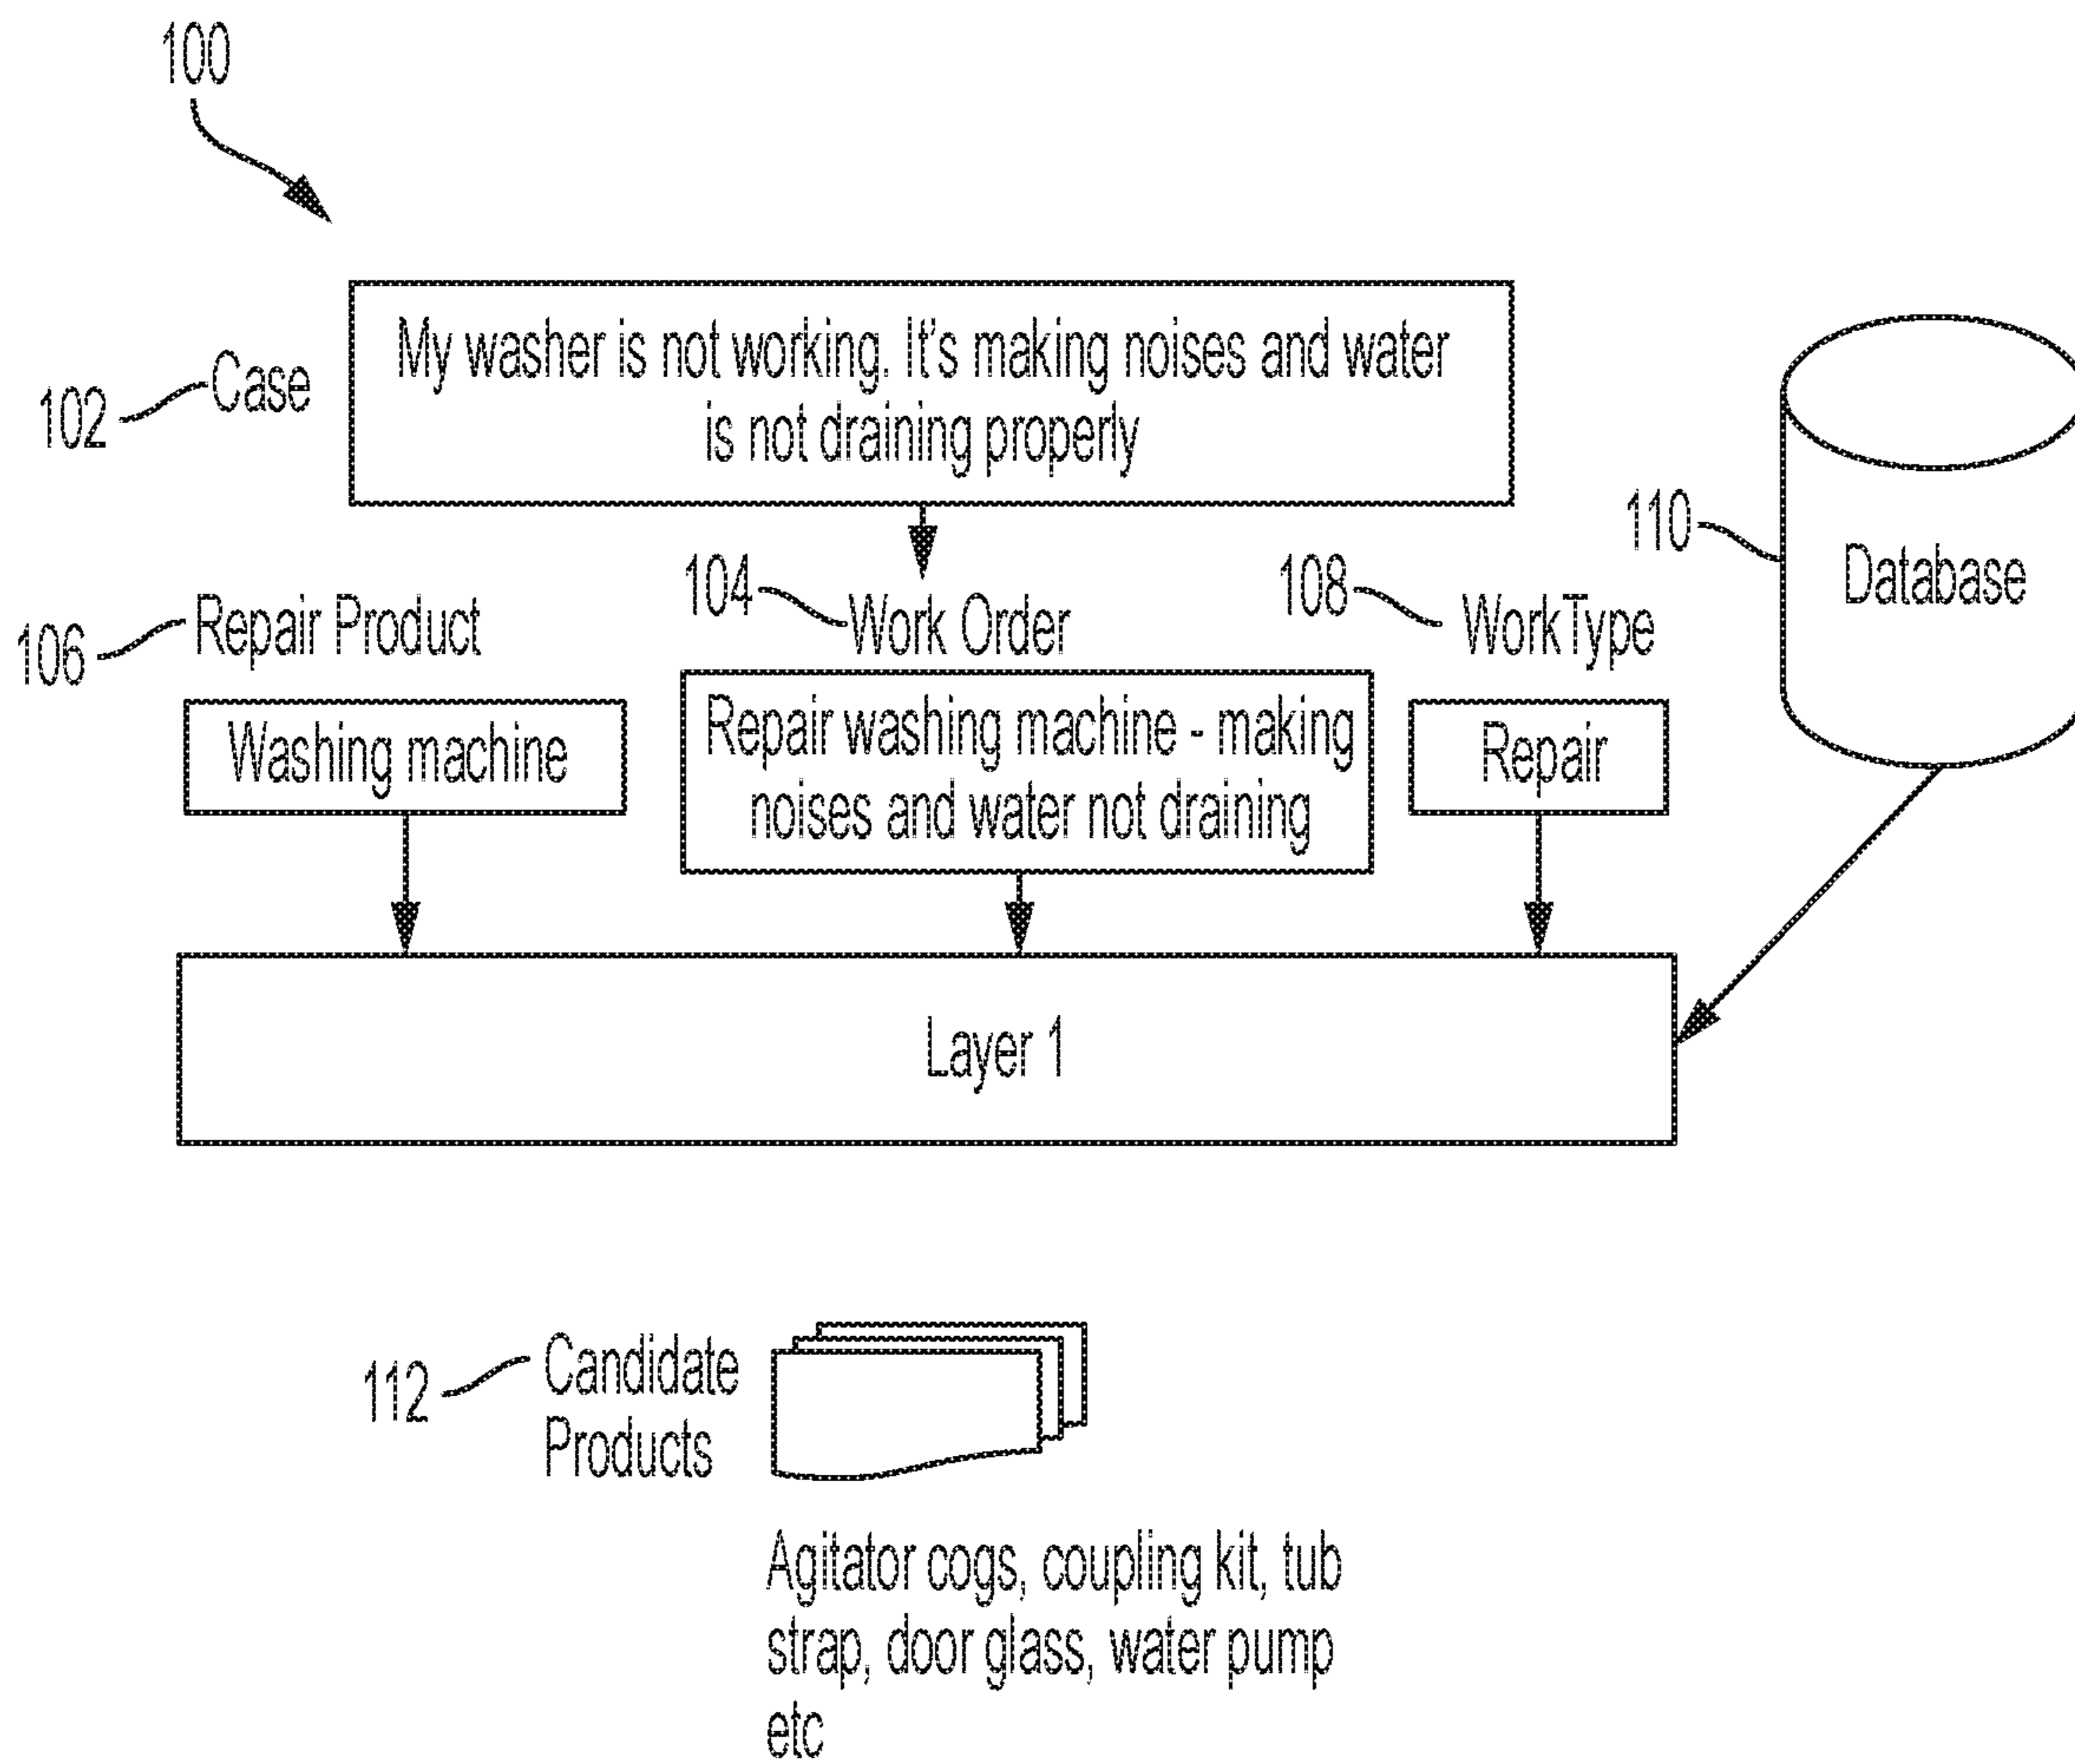 100
My washer is not working. It's making noises and water
is not draining properly
Case
102
110
Database
104
108
Repair Product
106
Work Order
WorkType
Washing machine
Repair washing machine - making
noises and water not draining
Repair
Layer 1
112
Candidate
Products
Agitator cogs, coupling kit, tub
strap, door glass, water pump
etc